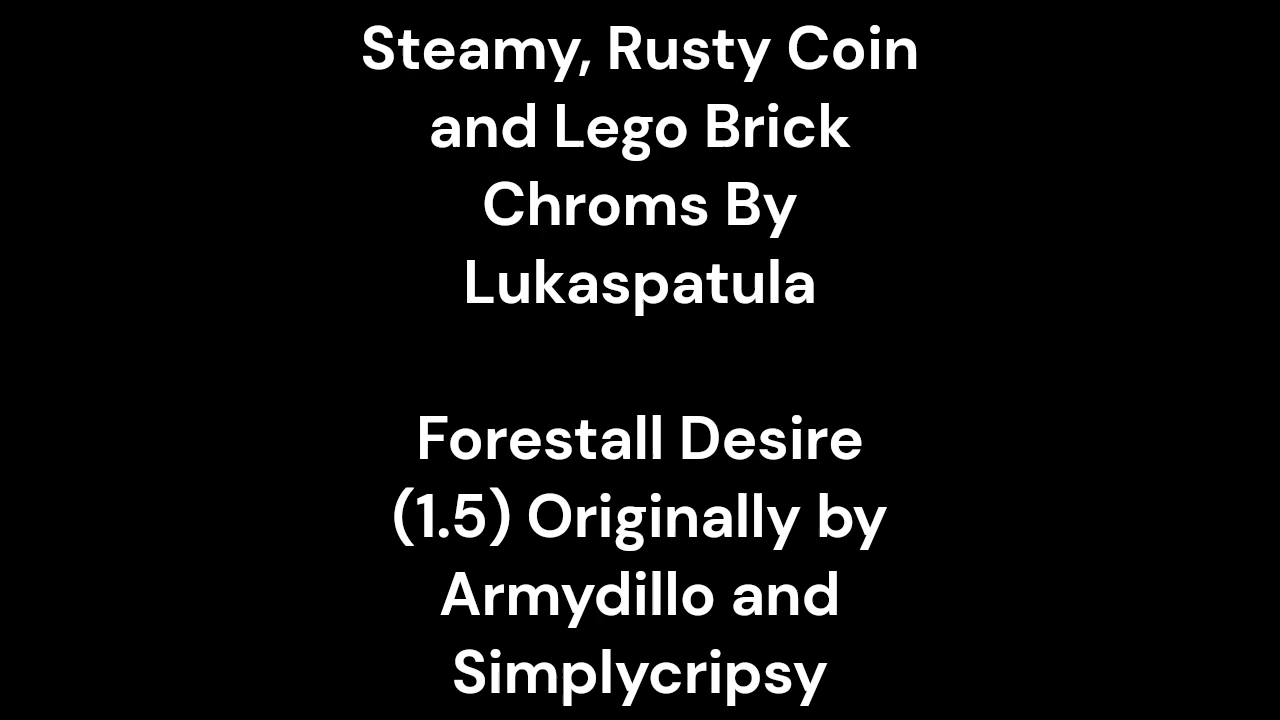 Steamy, Rusty Coin
and Lego Brick
Chroms By
Lukaspatula
Forestall Desire
(1.5) Originally by
Armydillo and
Simplycripsy